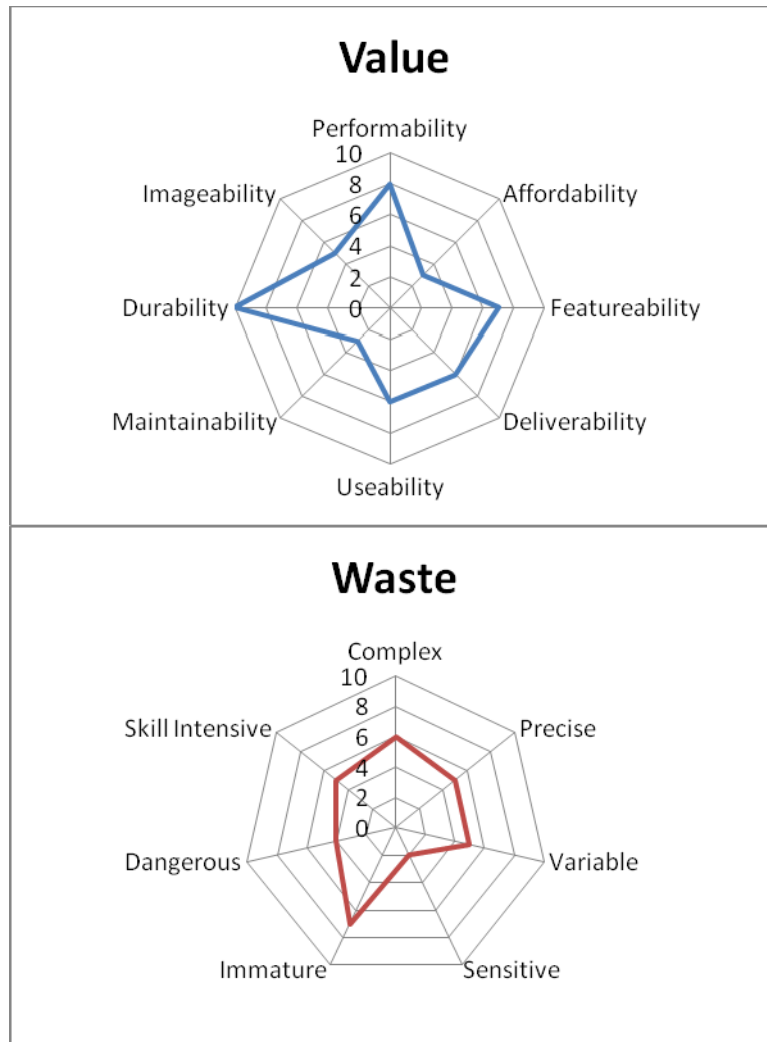 Value
Performability
10
Imageability
8
Affordability
6
4
2
Durability
0
Featureability
Maintainability
Deliverability
Useability
Waste
Complex
10
Skill Intensive
8
Precise
6
4
2
0
Dangerous
Variable
Immature
Sensitive